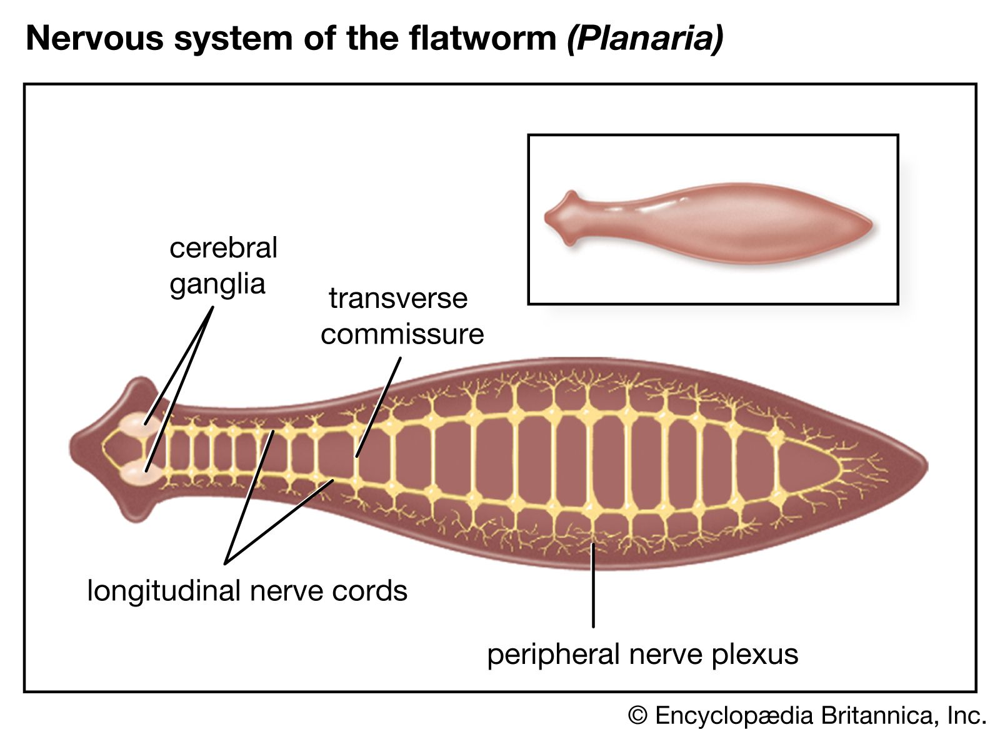 Nervous system of the flatworm (Planaria)
cerebral
ganglia
transverse
commissure
longitudinal nerve cords
peripheral nerve plexus
© Encyclopædia Britannica, Inc.